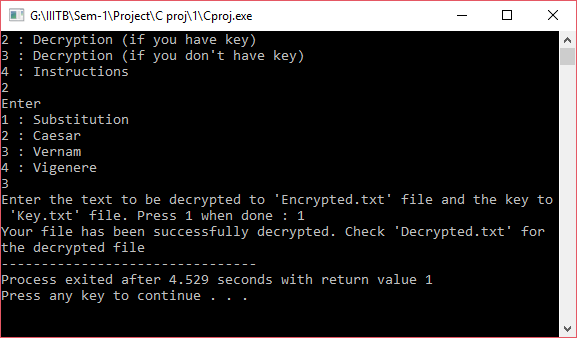 G:\IIITB\Sem-1\Project\C proj\1\Cproj.exe
2 : Decryption (if you have key)
3 : Decryption (if you don't have key)
4 : Instructions
2
Enter
1 : Substitution
2 : Caesar
3 : Vernam
4 : Vigenere
3
Enter the text to be decrypted to 'Encrypted.txt' file and the key to
 'Key.txt' file. Press 1 when done : 1
Your file has been successfully decrypted. Check 'Decrypted.txt' for
the decrypted file
--------------------------------
Process exited after 4.529 seconds with return value 1
Press any key to continue . . .